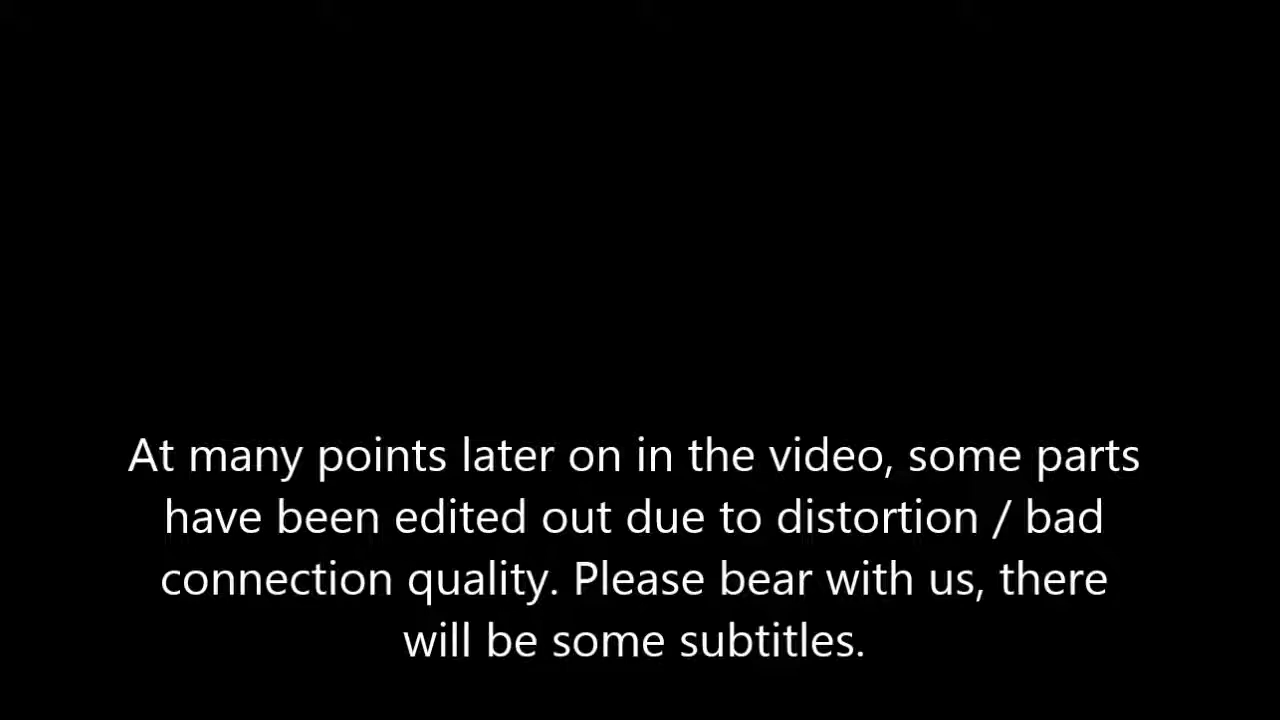 At many points later on in the video, some parts
have been edited out due to distortion / bad
connection quality. Please bear with us, there
will be some subtitles.